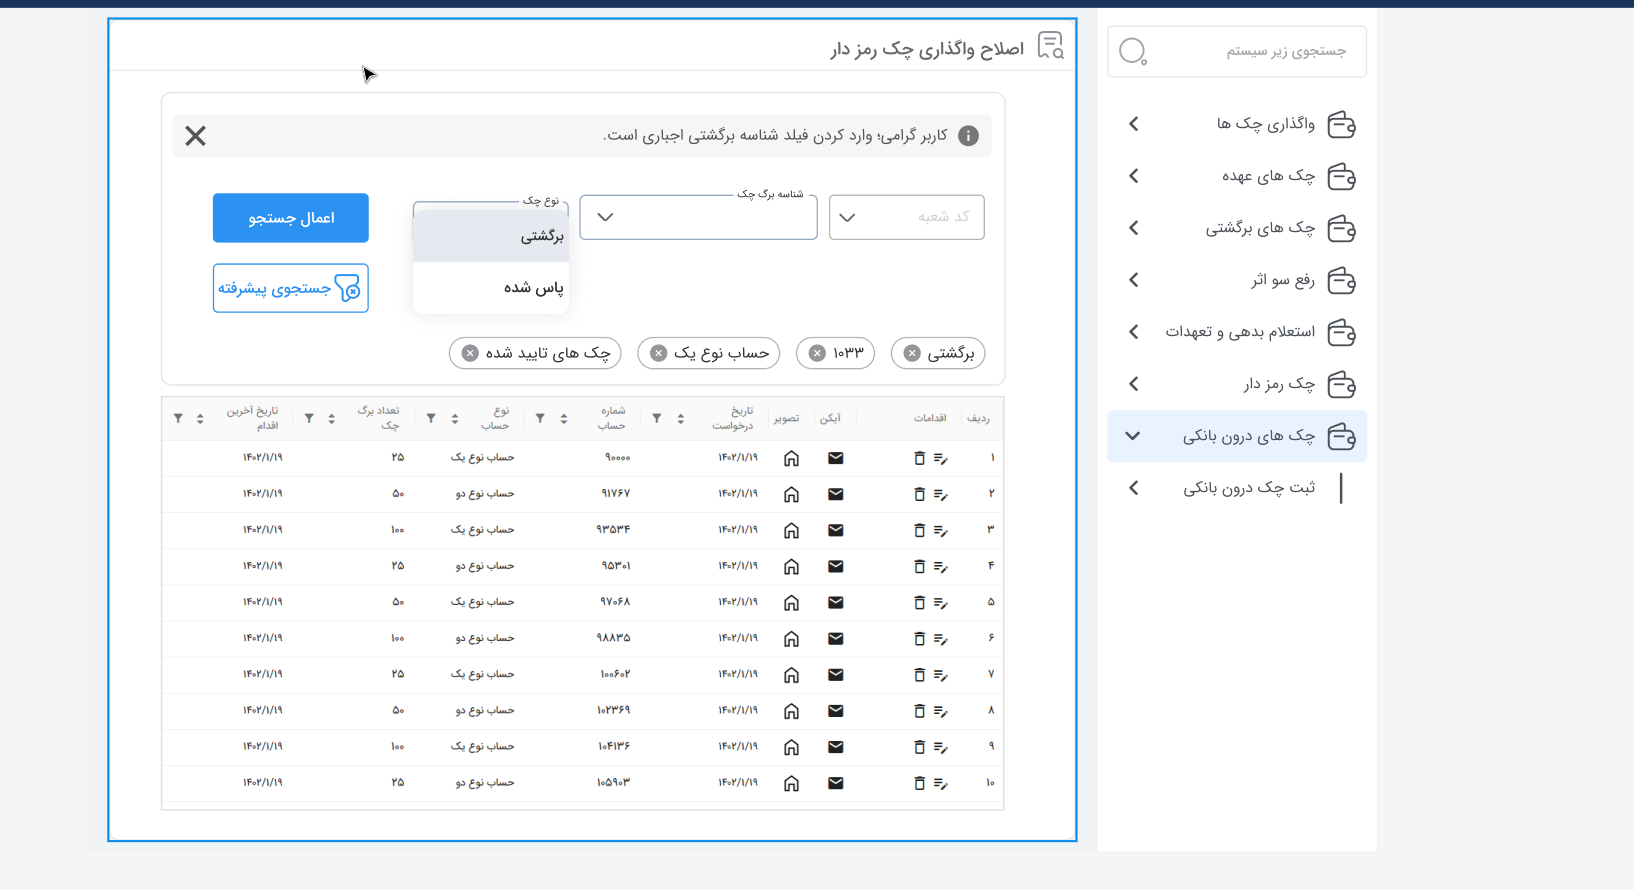 جستجوی زیر سیستم
واگذاری چک ها
چک های عهده
چک های برگشتی
رفع سو اثر
استعلام بدهی و تعهدات
چک رمز دار
چک های درون بانکی
ثبت چک درون بانکی
اصلاح واگذاری چک رمز دار
کاربر گرامی؛ وارد کردن فیلد شناسه برگشتی اجباری است.
کد شعبه
شناسه برگ چک
نوع چک
برگشتی
پاس شده
اعمال جستجو
جستجوی پیشرفته
برگشتی ۱۰۳۳ حساب نوع یک چک های تایید شده
ردیف اقدامات آیکن تصویر تاریخ درخواست شماره حساب نوع حساب تعداد برگ چک تاریخ آخرین اقدام
۱ ۱۴۰۲/۱/۱۹ ۹۰۰۰۰ حساب نوع یک ۲۵ ۱۴۰۲/۱/۱۹
۲ ۱۴۰۲/۱/۱۹ ۹۱۷۶۷ حساب نوع دو ۵۰ ۱۴۰۲/۱/۱۹
۳ ۱۴۰۲/۱/۱۹ ۹۳۵۳۴ حساب نوع یک ۱۰۰ ۱۴۰۲/۱/۱۹
۴ ۱۴۰۲/۱/۱۹ ۹۵۳۰۱ حساب نوع دو ۲۵ ۱۴۰۲/۱/۱۹
۵ ۱۴۰۲/۱/۱۹ ۹۷۰۶۸ حساب نوع یک ۵۰ ۱۴۰۲/۱/۱۹
۶ ۱۴۰۲/۱/۱۹ ۹۸۸۳۵ حساب نوع دو ۱۰۰ ۱۴۰۲/۱/۱۹
۷ ۱۴۰۲/۱/۱۹ ۱۰۰۶۰۲ حساب نوع یک ۲۵ ۱۴۰۲/۱/۱۹
۸ ۱۴۰۲/۱/۱۹ ۱۰۲۳۶۹ حساب نوع دو ۵۰ ۱۴۰۲/۱/۱۹
۹ ۱۴۰۲/۱/۱۹ ۱۰۴۱۳۶ حساب نوع یک ۱۰۰ ۱۴۰۲/۱/۱۹
۱۰ ۱۴۰۲/۱/۱۹ ۱۰۵۹۰۳ حساب نوع دو ۲۵ ۱۴۰۲/۱/۱۹